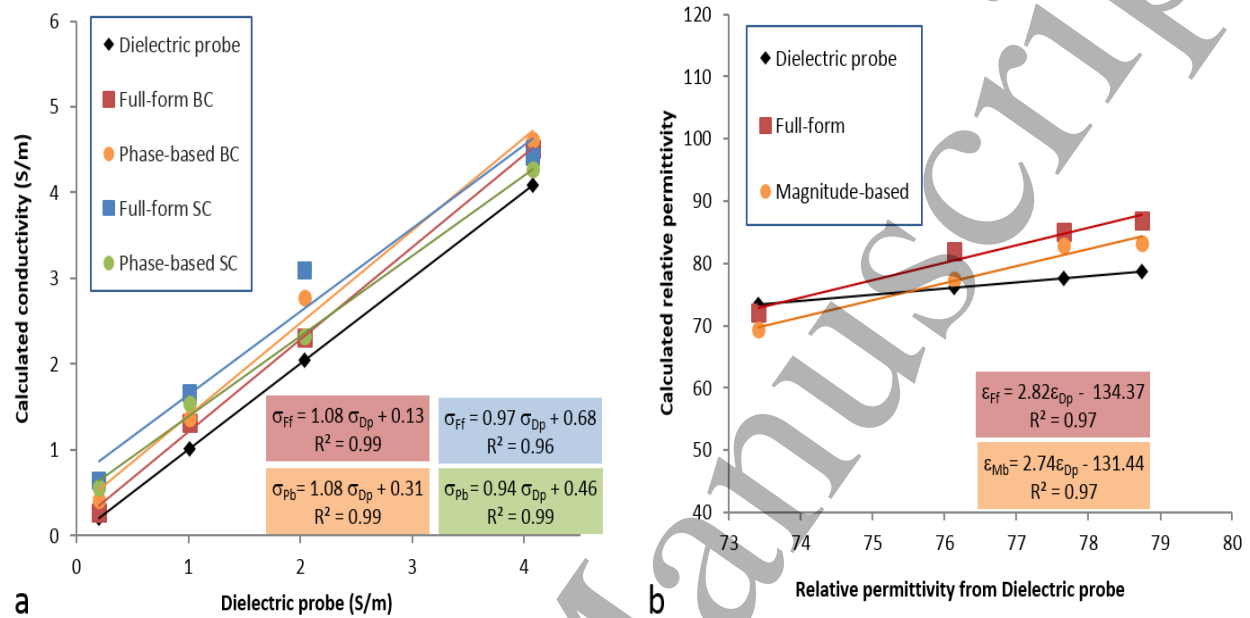 6
5
4
3
2
1
0
0
1
2
3
4
Calculated conductivity (S/m)
Dielectric probe (S/m)
Dielectric probe
Full-form BC
Phase-based BC
Full-form SC
Phase-based SC
σFf = 1.08 σDp + 0.13
R² = 0.99
σFf = 0.97 σDp + 0.68
R² = 0.96
σPb = 1.08 σDp + 0.31
R² = 0.99
σPb = 0.94 σDp + 0.46
R² = 0.99
a
120
110
100
90
80
70
60
50
40
73
74
75
76
77
78
79
80
Calculated relative permittivity
Relative permittivity from Dielectric probe
Dielectric probe
Full-form
Magnitude-based
εFf = 2.82εDp - 134.37
R² = 0.97
εMb= 2.74εDp - 131.44
R² = 0.97
b
Manuscrip